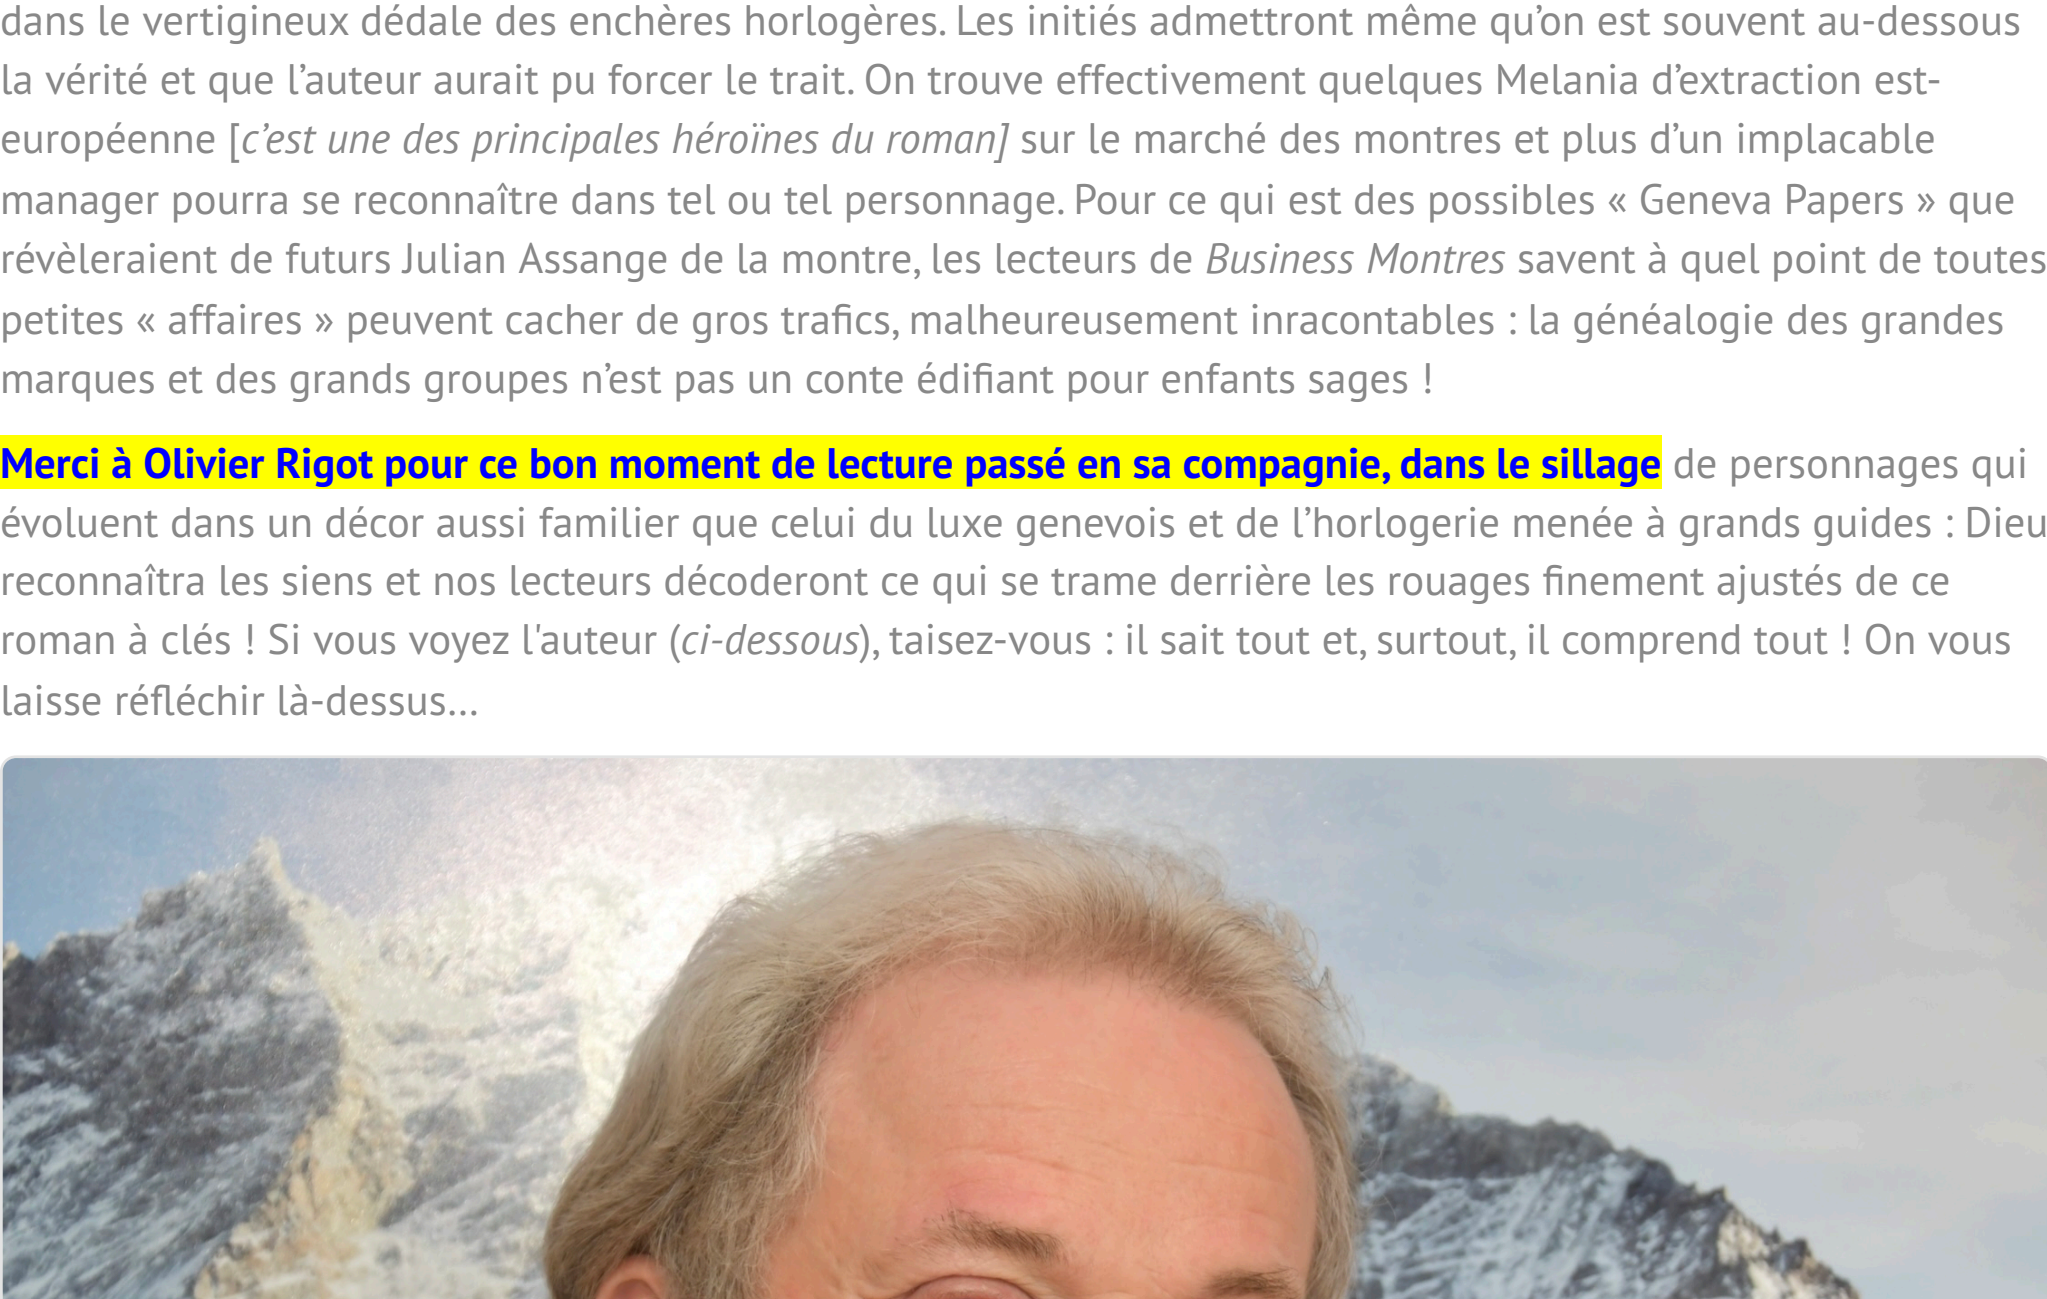 dans le vertigineux dédale des enchères horlogères. Les initiés admettront même qu’on est souvent au-dessous
la vérité et que l’auteur aurait pu forcer le trait. On trouve effectivement quelques Melania d’extraction est-
européenne [c’est une des principales héroïnes du roman] sur le marché des montres et plus d’un implacable
manager pourra se reconnaître dans tel ou tel personnage. Pour ce qui est des possibles « Geneva Papers » que
révèleraient de futurs Julian Assange de la montre, les lecteurs de Business Montres savent à quel point de toutes
petites « affaires » peuvent cacher de gros trafics, malheureusement inracontables : la généalogie des grandes
marques et des grands groupes n’est pas un conte édifiant pour enfants sages !
Merci à Olivier Rigot pour ce bon moment de lecture passé en sa compagnie, dans le sillage de personnages qui
évoluent dans un décor aussi familier que celui du luxe genevois et de l’horlogerie menée à grands guides : Dieu
reconnaîtra les siens et nos lecteurs décoderont ce qui se trame derrière les rouages finement ajustés de ce
roman à clés ! Si vous voyez l'auteur (ci-dessous), taisez-vous : il sait tout et, surtout, il comprend tout ! On vous
laisse réfléchir là-dessus…